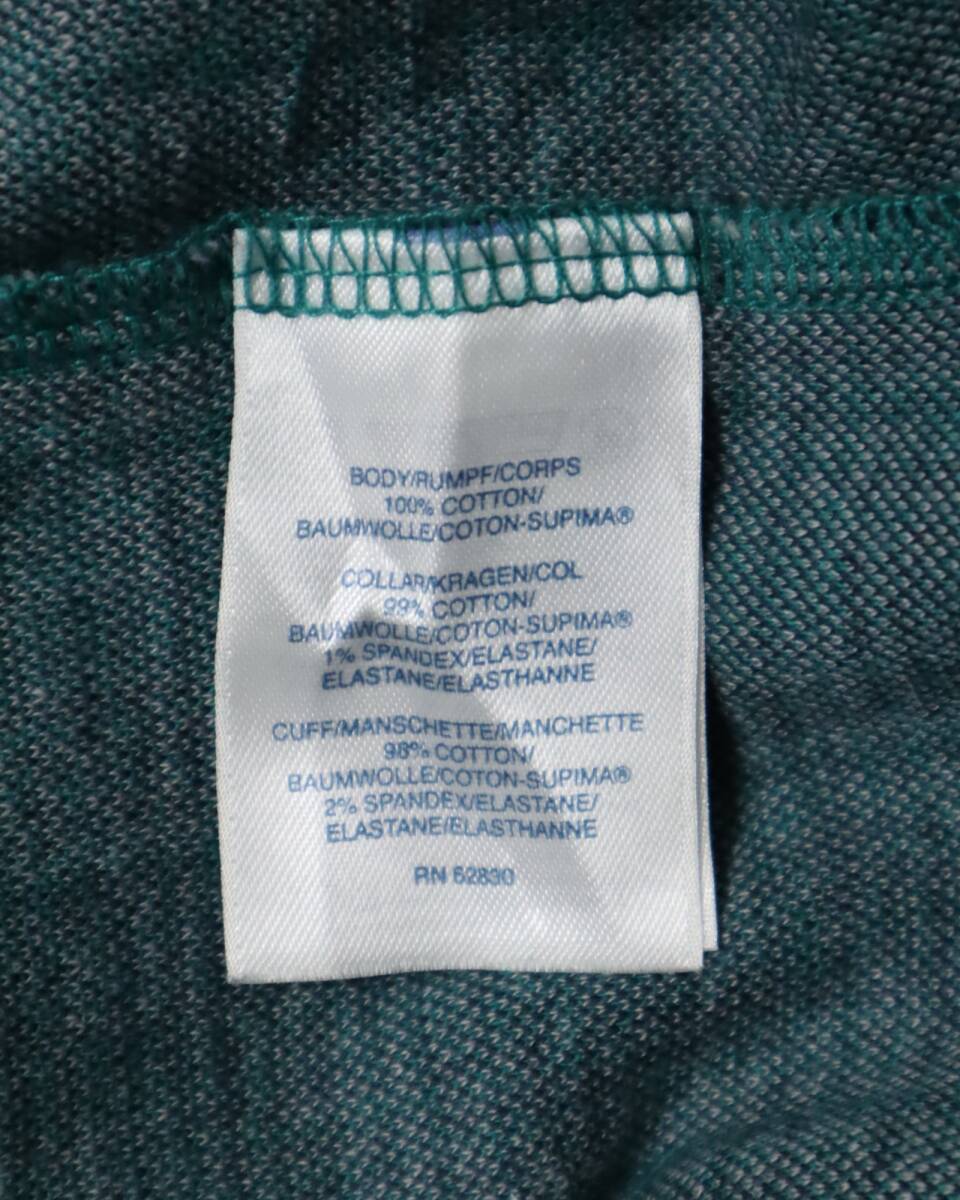 BODY/RUMPF/CORPS
100% COTTON/
BAUMWOLLE/COTON-SUPIMA®
COLLAR/KRAGEN/COL
99% COTTON/
BAUMWOLLE/COTON-SUPIMA®
1% SPANDEX/ELASTANE/
ELASTANE/ELASTHANNE
CUFF/MANSCHETTE/MANCHETTE
98% COTTON/
BAUMWOLLE/COTON-SUPIMA®
2% SPANDEX/ELASTANE/
ELASTANE/ELASTHANNE
RN 62830